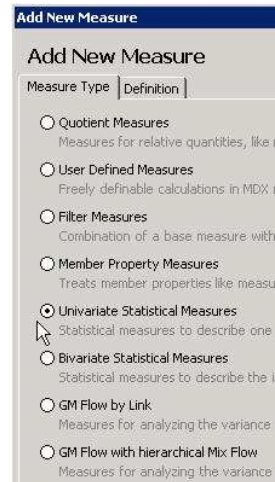 Add New Measure
Add New Measure
Measure Type Definition
Quotient Measures
Measures for relative quantities, like
User Defined Measures
Freely definable calculations in MDX
Filter Measures
Combination of a base measure with
Member Property Measures
Treats member properties like measu
Univariate Statistical Measures
Statistical measures to describe one
Bivariate Statistical Measures
Statistical measures to describe the i
GM Flow by Link
Measures for analyzing the variance
GM Flow with hierarchical Mix Flow
Measures for analyzing the variance